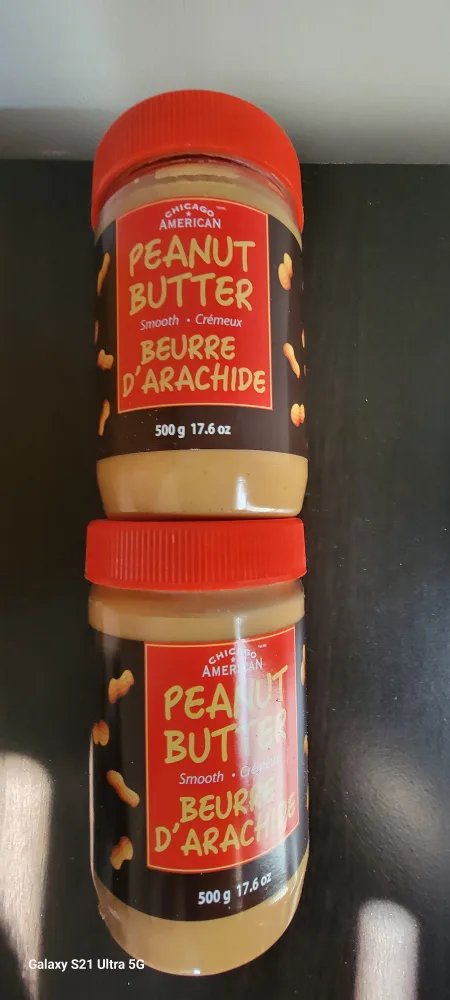 CHICAGO
AMERICAN
PEANUT
BUTTER
Smooth • Crémeux
BEURRE
D'ARACHIDE
500 g 17.6 oz
CHICAGO
AMERICAN
PEANUT
BUTTER
Smooth • Crémeux
BEURRE
D'ARACHIDE
500 g 17.6 oz
Galaxy S21 Ultra 5G